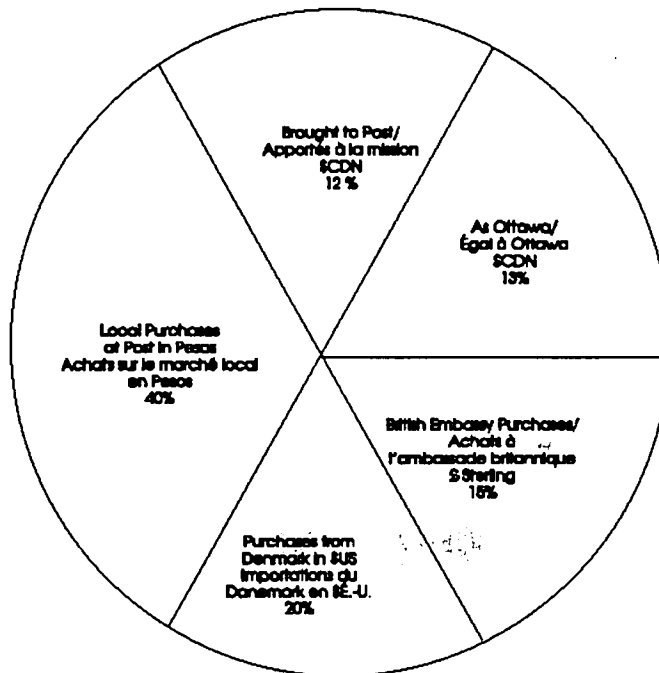 Brought to Post/
Apportés à la mission
$CDN
12 %
As Ottawa/
Égal à Ottawa
$CDN
13%
Local Purchases
at Post in Pesos
Achats sur le marché local
en Pesos
40%
British Embassy Purchases/
Achats à
l'ambassade britannique
£ Sterling
15%
Purchases from
Denmark in $US
Importations du
Danemark en $É.-U.
20%